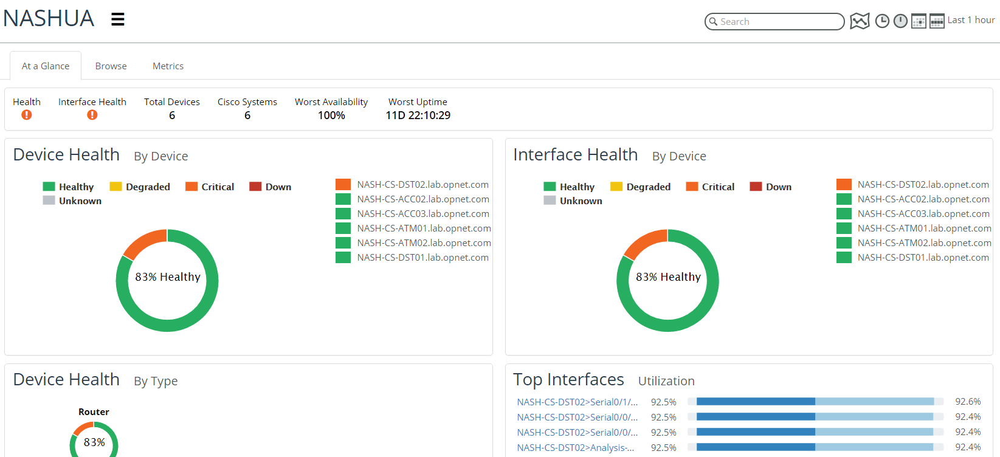 NASHUA
Search
Last 1 hour
At a Glance Browse Metrics
Health Interface Health Total Devices Cisco Systems Worst Availability Worst Uptime
6 6 100% 11D 22:10:29
Device Health By Device
Healthy Degraded Critical Down
Unknown
83% Healthy
NASH-CS-DST02.lab.opnet.com
NASH-CS-ACC02.lab.opnet.com
NASH-CS-ACC03.lab.opnet.com
NASH-CS-ATM01.lab.opnet.com
NASH-CS-ATM02.lab.opnet.com
NASH-CS-DST01.lab.opnet.com
Interface Health By Device
Healthy Degraded Critical Down
Unknown
83% Healthy
NASH-CS-DST02.lab.opnet.com
NASH-CS-ACC02.lab.opnet.com
NASH-CS-ACC03.lab.opnet.com
NASH-CS-ATM01.lab.opnet.com
NASH-CS-ATM02.lab.opnet.com
NASH-CS-DST01.lab.opnet.com
Device Health By Type
Router
83%
Top Interfaces Utilization
NASH-CS-DST02>Serial0/1/... 92.5% 92.6%
NASH-CS-DST02>Serial0/0/... 92.5% 92.4%
NASH-CS-DST02>Serial0/0/... 92.5% 92.4%
NASH-CS-DST02>Analysis-... 92.5% 92.4%